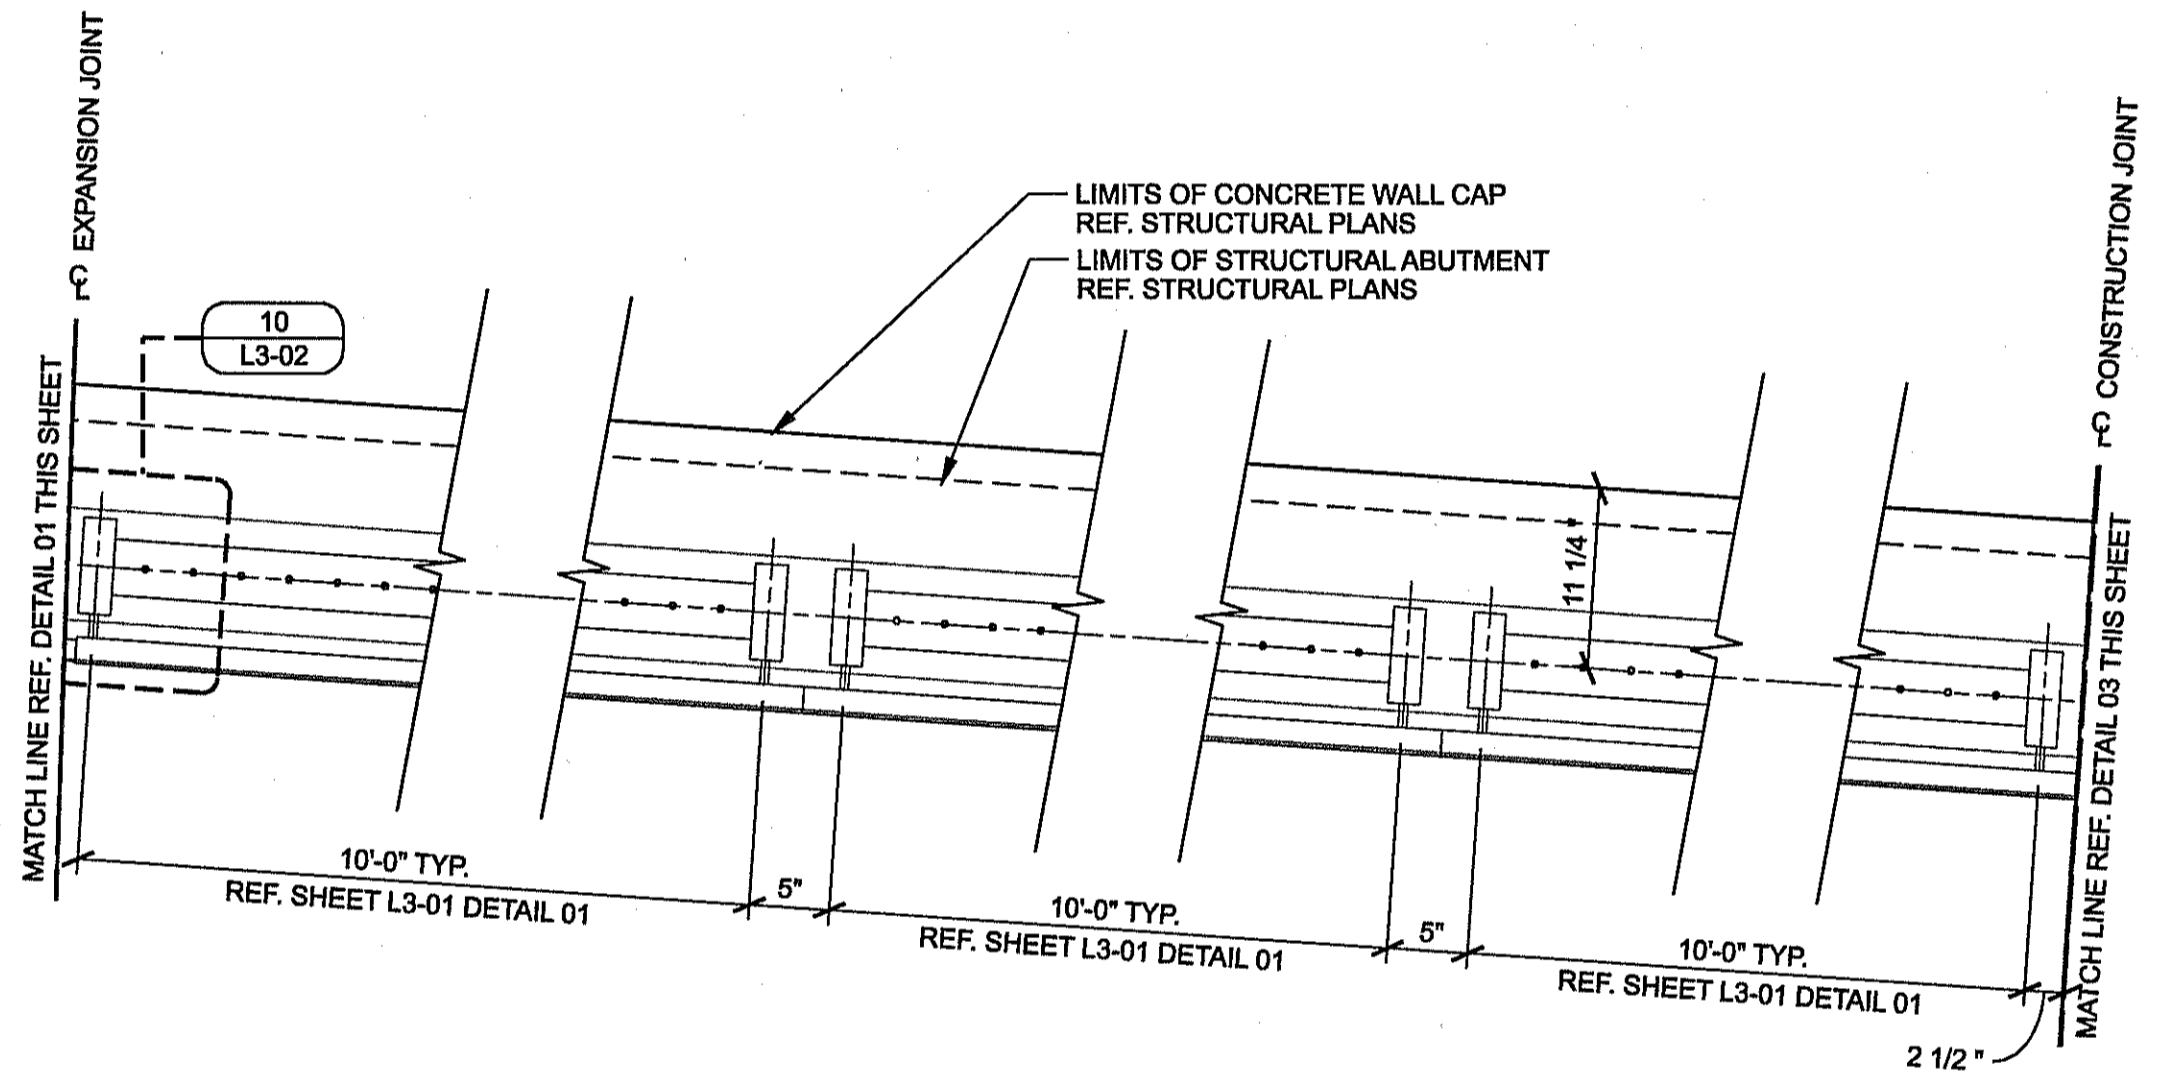 ℄ EXPANSION JOINT
MATCH LINE REF. DETAIL 01 THIS SHEET
10
L3-02
LIMITS OF CONCRETE WALL CAP
REF. STRUCTURAL PLANS
LIMITS OF STRUCTURAL ABUTMENT
REF. STRUCTURAL PLANS
℄ CONSTRUCTION JOINT
MATCH LINE REF. DETAIL 03 THIS SHEET
11 1/4"
10'-0" TYP.
REF. SHEET L3-01 DETAIL 01
5"
10'-0" TYP.
REF. SHEET L3-01 DETAIL 01
5"
10'-0" TYP.
REF. SHEET L3-01 DETAIL 01
2 1/2 "